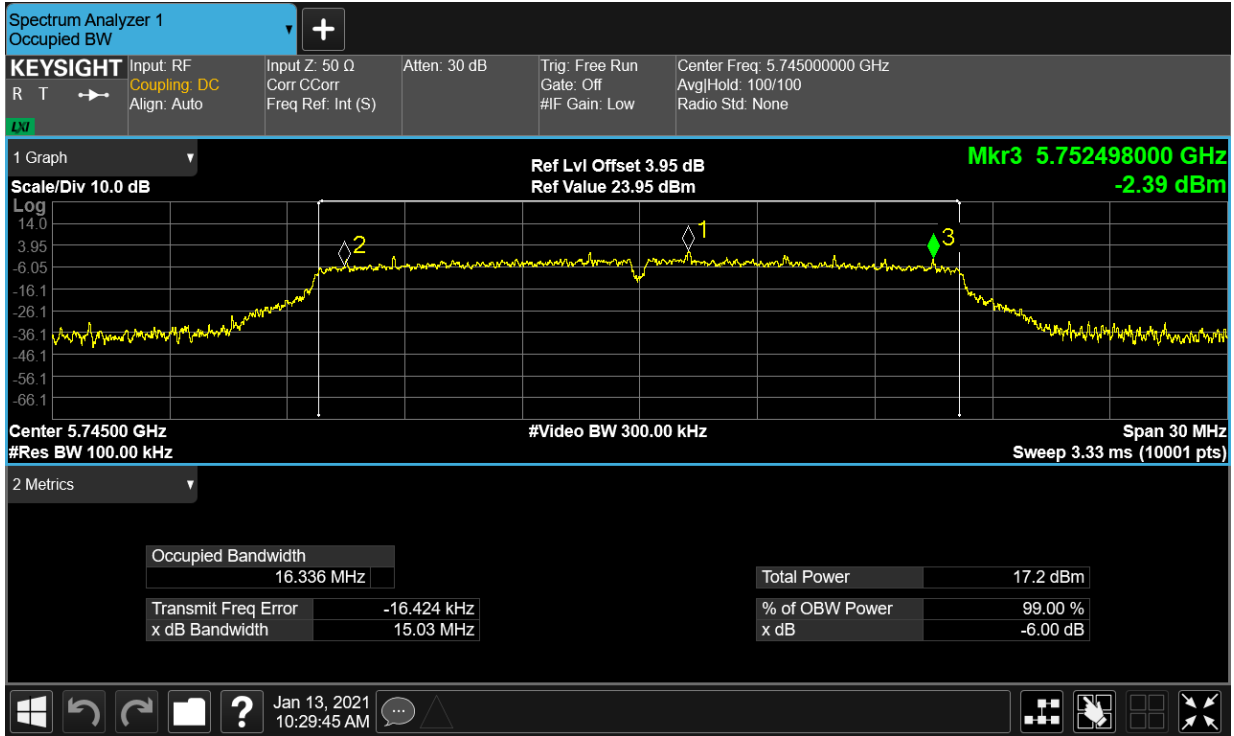 Spectrum Analyzer 1
Occupied BW
KEYSIGHT
R T
LXI
Input: RF
Coupling: DC
Align: Auto
Input Z: 50 Ω
Corr CCorr
Freq Ref: Int (S)
Atten: 30 dB
Trig: Free Run
Gate: Off
#IF Gain: Low
Center Freq: 5.745000000 GHz
Avg|Hold: 100/100
Radio Std: None
1 Graph
Scale/Div 10.0 dB
Ref Lvl Offset 3.95 dB
Ref Value 23.95 dBm
Mkr3 5.752498000 GHz
-2.39 dBm
Log
14.0
3.95
-6.05
-16.1
-26.1
-36.1
-46.1
-56.1
-66.1
2
1
3
Center 5.74500 GHz
#Video BW 300.00 kHz
Span 30 MHz
#Res BW 100.00 kHz
Sweep 3.33 ms (10001 pts)
2 Metrics
Occupied Bandwidth
16.336 MHz
Total Power 17.2 dBm
Transmit Freq Error -16.424 kHz
% of OBW Power 99.00 %
x dB Bandwidth 15.03 MHz
x dB -6.00 dB
?
Jan 13, 2021
10:29:45 AM